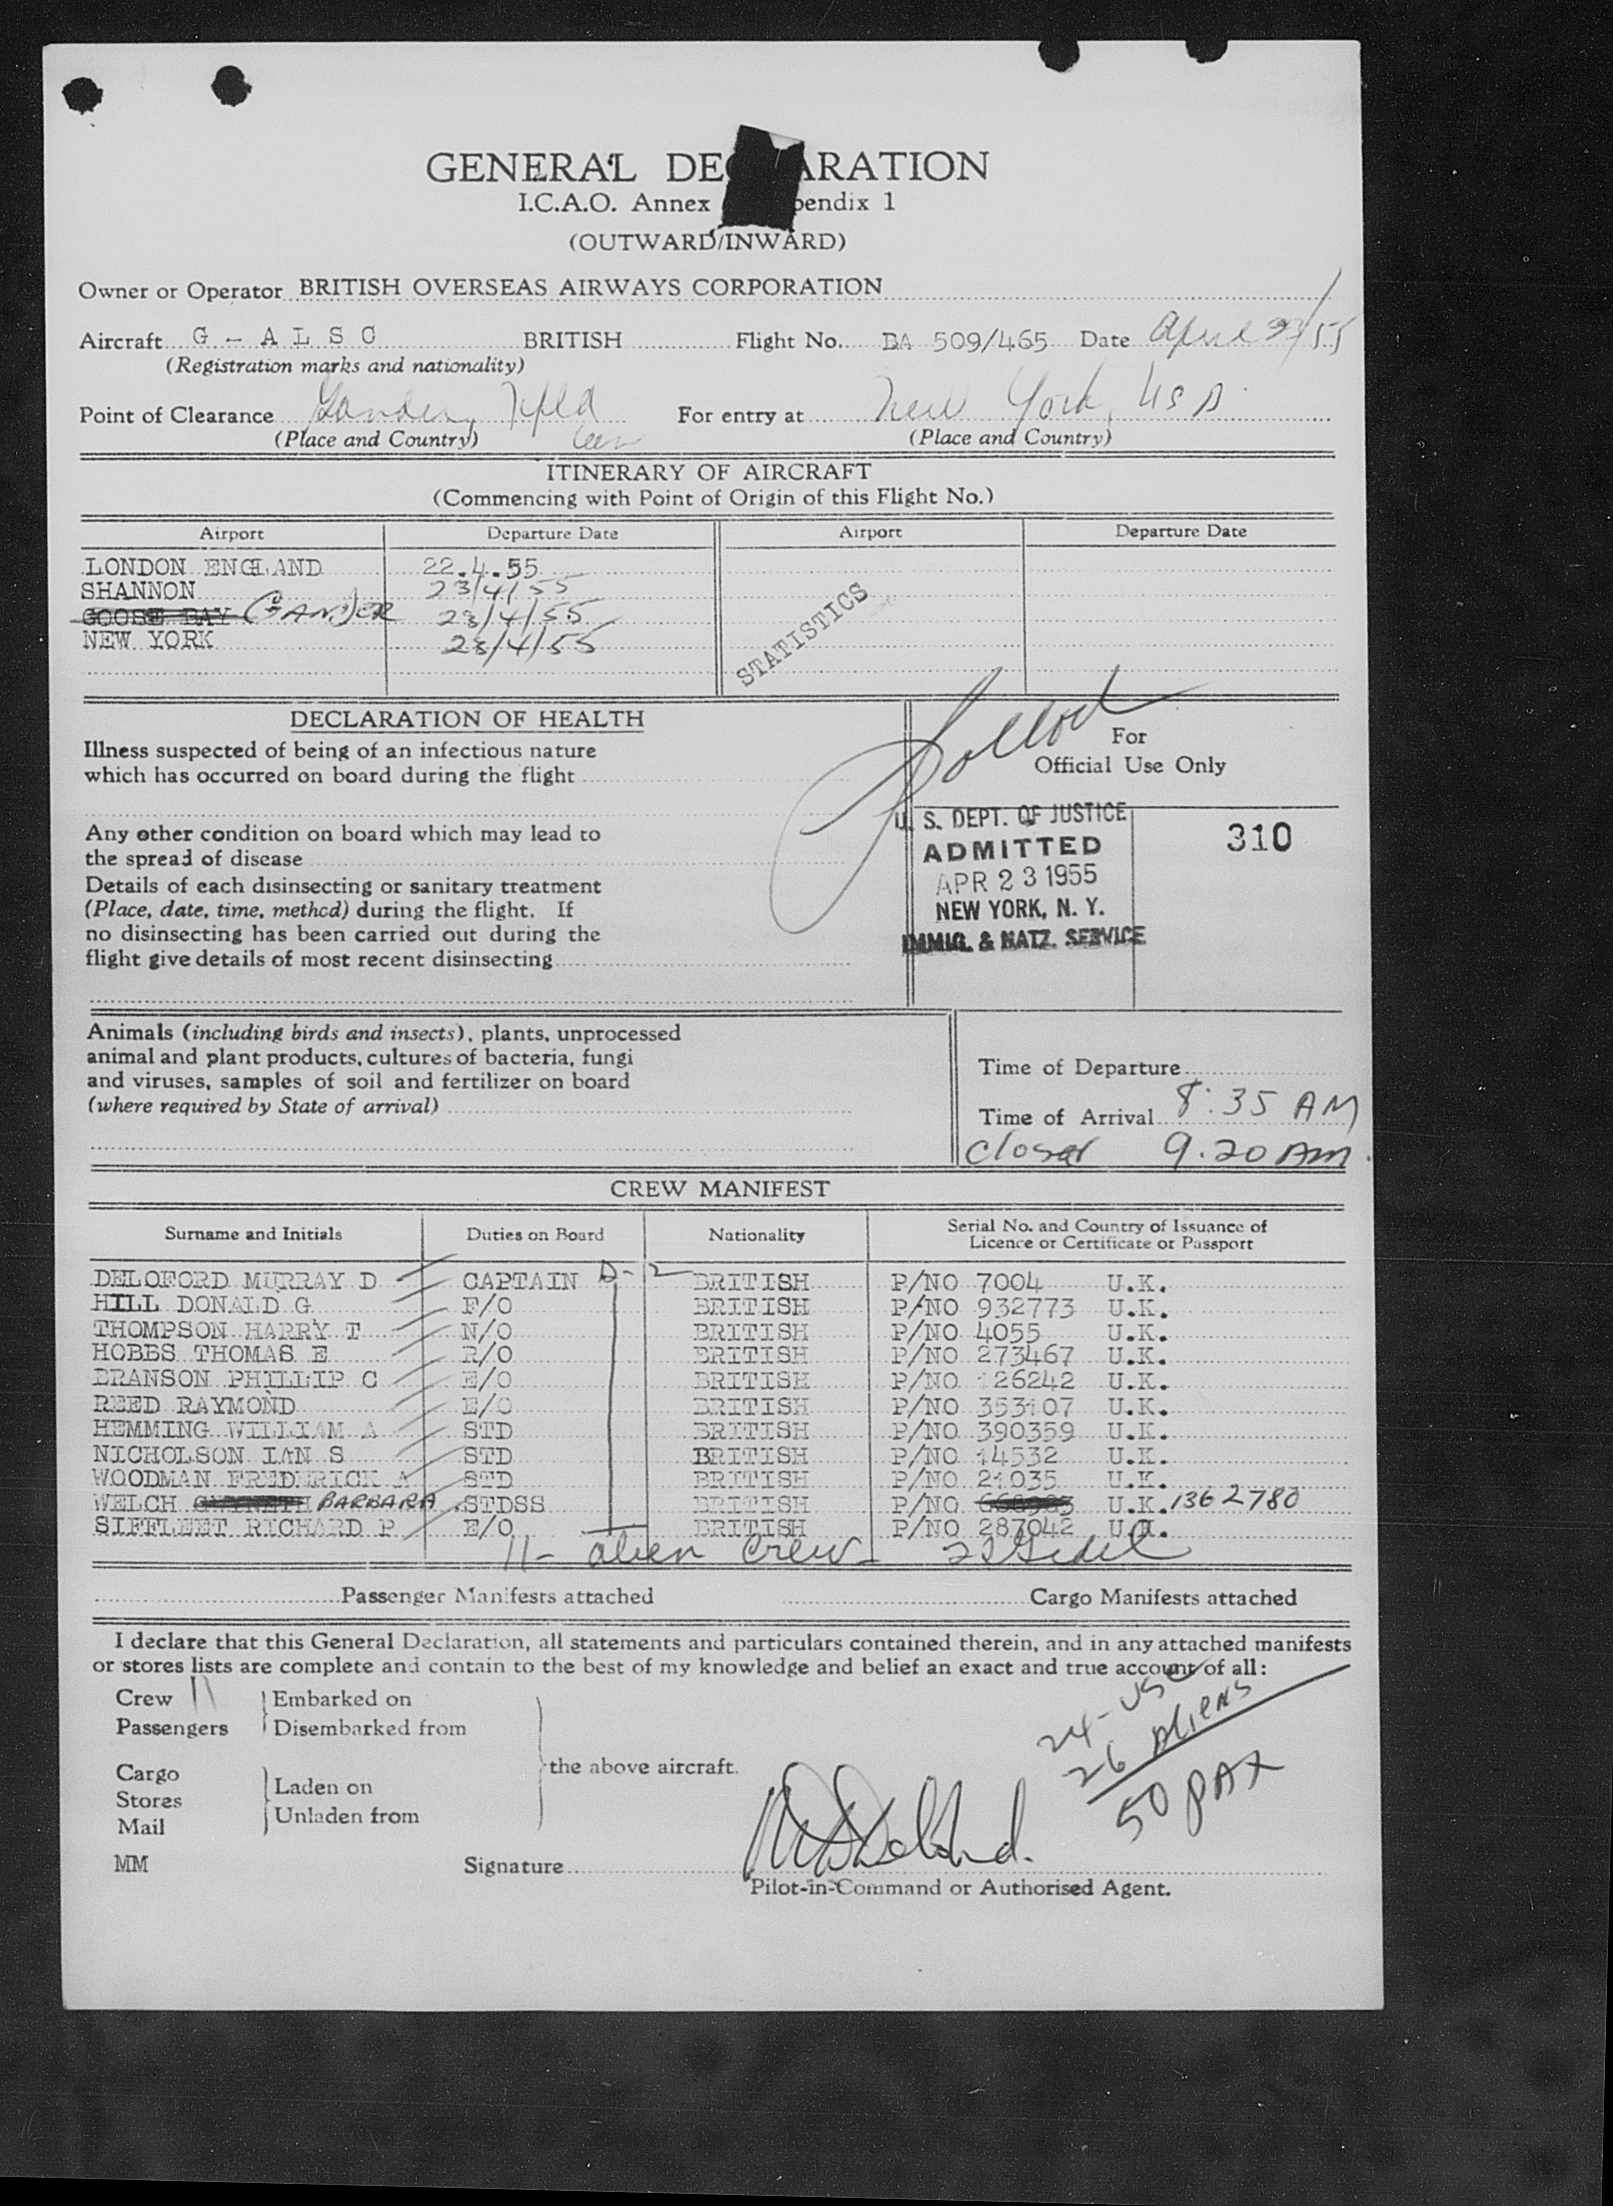 GENERAL DE ARATION
I.C.A.O. Annex pendix 1
(OUTWARD/INWARD)
Owner or Operator BRITISH OVERSEAS AIRWAYS CORPORATION
Aircraft G - A L S C BRITISH Flight No. BA 509/465 Date April 23/55
(Registration marks and nationality)
Point of Clearance Gander, Nfld For entry at New York, USA
(Place and Country) (Place and Country)
ITINERARY OF AIRCRAFT
(Commencing with Point of Origin of this Flight No.)
Airport Departure Date Airport Departure Date
LONDON ENGLAND 22.4.55
SHANNON 23/4/55
GOOSE BAY GANDER 23/4/55
NEW YORK 23/4/55
STATISTICS
DECLARATION OF HEALTH
Illness suspected of being of an infectious nature
which has occurred on board during the flight
Any other condition on board which may lead to
the spread of disease
Details of each disinsecting or sanitary treatment
(Place, date, time, method) during the flight. If
no disinsecting has been carried out during the
flight give details of most recent disinsecting
For
Official Use Only
U. S. DEPT. OF JUSTICE
ADMITTED
APR 23 1955
NEW YORK, N. Y.
IMMIG. & NATZ. SERVICE
310
Animals (including birds and insects), plants, unprocessed
animal and plant products, cultures of bacteria, fungi
and viruses, samples of soil and fertilizer on board
(where required by State of arrival)
Time of Departure
Time of Arrival 8:35 AM
Closed 9.20 AM.
CREW MANIFEST
Surname and Initials Duties on Board Nationality Serial No. and Country of Issuance of
Licence or Certificate or Passport
DELOFORD MURRAY D CAPTAIN D-2 BRITISH P/NO 7004 U.K.
HILL DONALD G F/O BRITISH P/NO 932773 U.K.
THOMPSON HARRY T N/O BRITISH P/NO 4055 U.K.
HOBBS THOMAS E R/O BRITISH P/NO 273467 U.K.
BRANSON PHILLIP C E/O BRITISH P/NO 126242 U.K.
REED RAYMOND E/O BRITISH P/NO 353107 U.K.
HEMMING WILLIAM A STD BRITISH P/NO 390359 U.K.
NICHOLSON IAN S STD BRITISH P/NO 14532 U.K.
WOODMAN FREDERICK A STD BRITISH P/NO 21035 U.K.
WELCH BARBARA STDSS BRITISH P/NO U.K. 1362780
SIFFLEET RICHARD P E/O BRITISH P/NO 287042 U.K.
11 - alien crew
Passenger Manifests attached Cargo Manifests attached
I declare that this General Declaration, all statements and particulars contained therein, and in any attached manifests
or stores lists are complete and contain to the best of my knowledge and belief an exact and true account of all:
Crew 11 Embarked on
Passengers Disembarked from
the above aircraft.
Cargo
Stores Laden on
Mail Unladen from
24 - USC
26 Aliens
50 PAX
MM Signature
Pilot-in-Command or Authorised Agent.